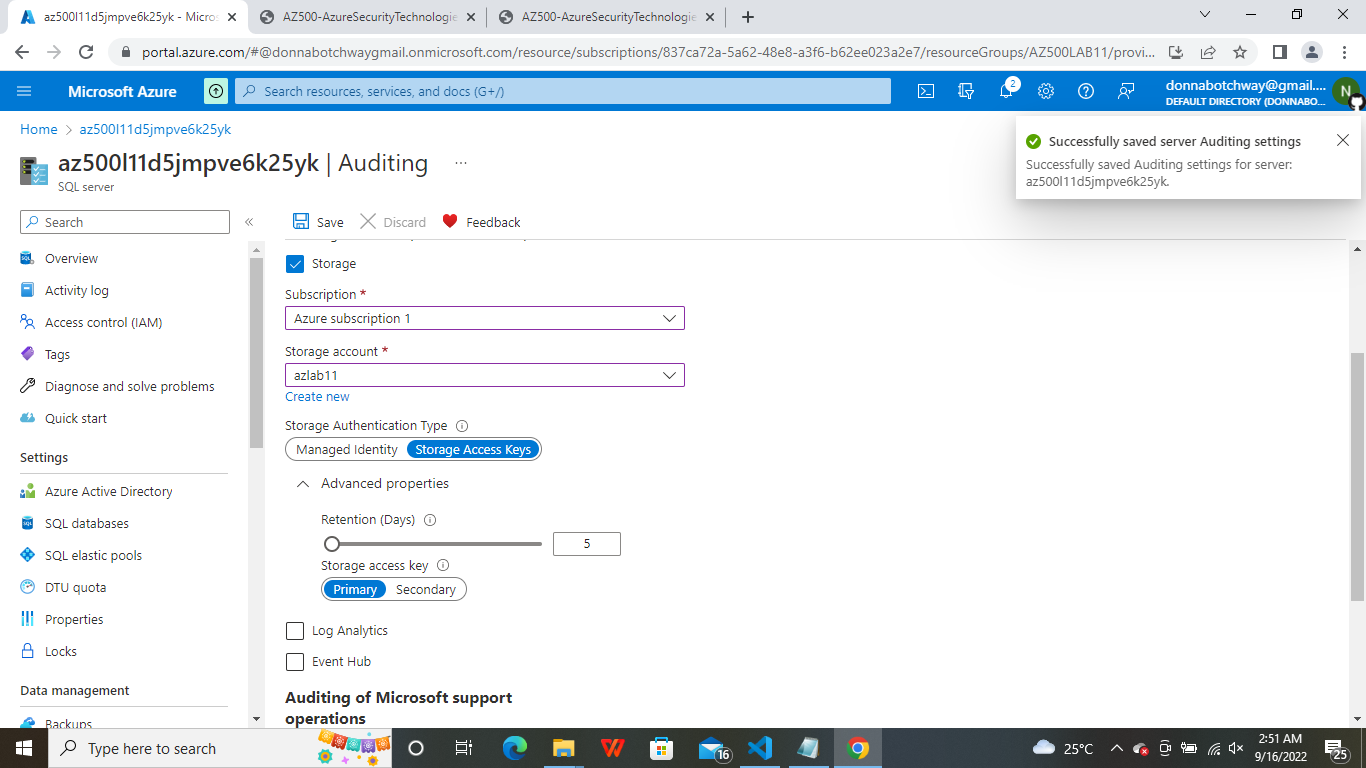 az500l11d5jmpve6k25yk - Micros
AZ500-AzureSecurityTechnologie
AZ500-AzureSecurityTechnologie
portal.azure.com/#@donnabotchwaygmail.onmicrosoft.com/resource/subscriptions/837ca72a-5a62-48e8-a3f6-b62ee023a2e7/resourceGroups/AZ500LAB11/provi...
Microsoft Azure
Search resources, services, and docs (G+/)
2
donnabotchway@gmail....
DEFAULT DIRECTORY (DONNABO...
N
Home > az500l11d5jmpve6k25yk
az500l11d5jmpve6k25yk | Auditing ...
SQL server
Successfully saved server Auditing settings
Successfully saved Auditing settings for server:
az500l11d5jmpve6k25yk.
Search
«
Save
Discard
Feedback
Overview
Activity log
Access control (IAM)
Tags
Diagnose and solve problems
Quick start
Settings
Azure Active Directory
SQL databases
SQL elastic pools
DTU quota
Properties
Locks
Data management
Backups
Storage
Subscription *
Azure subscription 1
Storage account *
azlab11
Create new
Storage Authentication Type
Managed Identity Storage Access Keys
Advanced properties
Retention (Days)
5
Storage access key
Primary Secondary
Log Analytics
Event Hub
Auditing of Microsoft support
operations
Type here to search
16
25°C
2:51 AM
9/16/2022
25